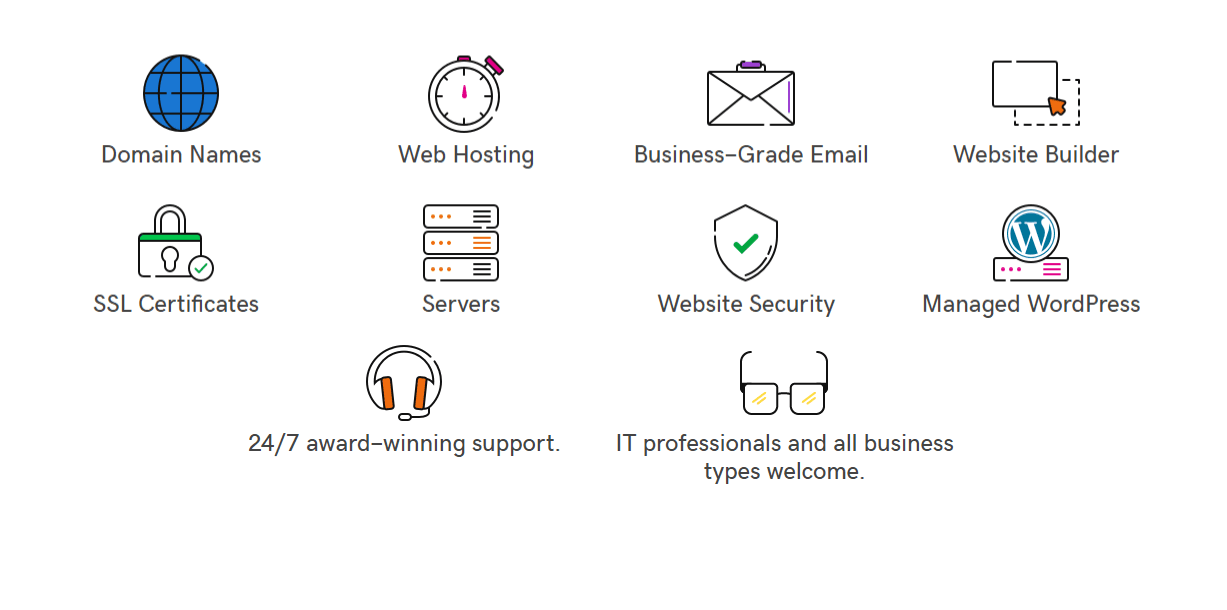 Domain Names
Web Hosting
Business-Grade Email
Website Builder
SSL Certificates
Servers
Website Security
Managed WordPress
24/7 award-winning support.
IT professionals and all business
types welcome.